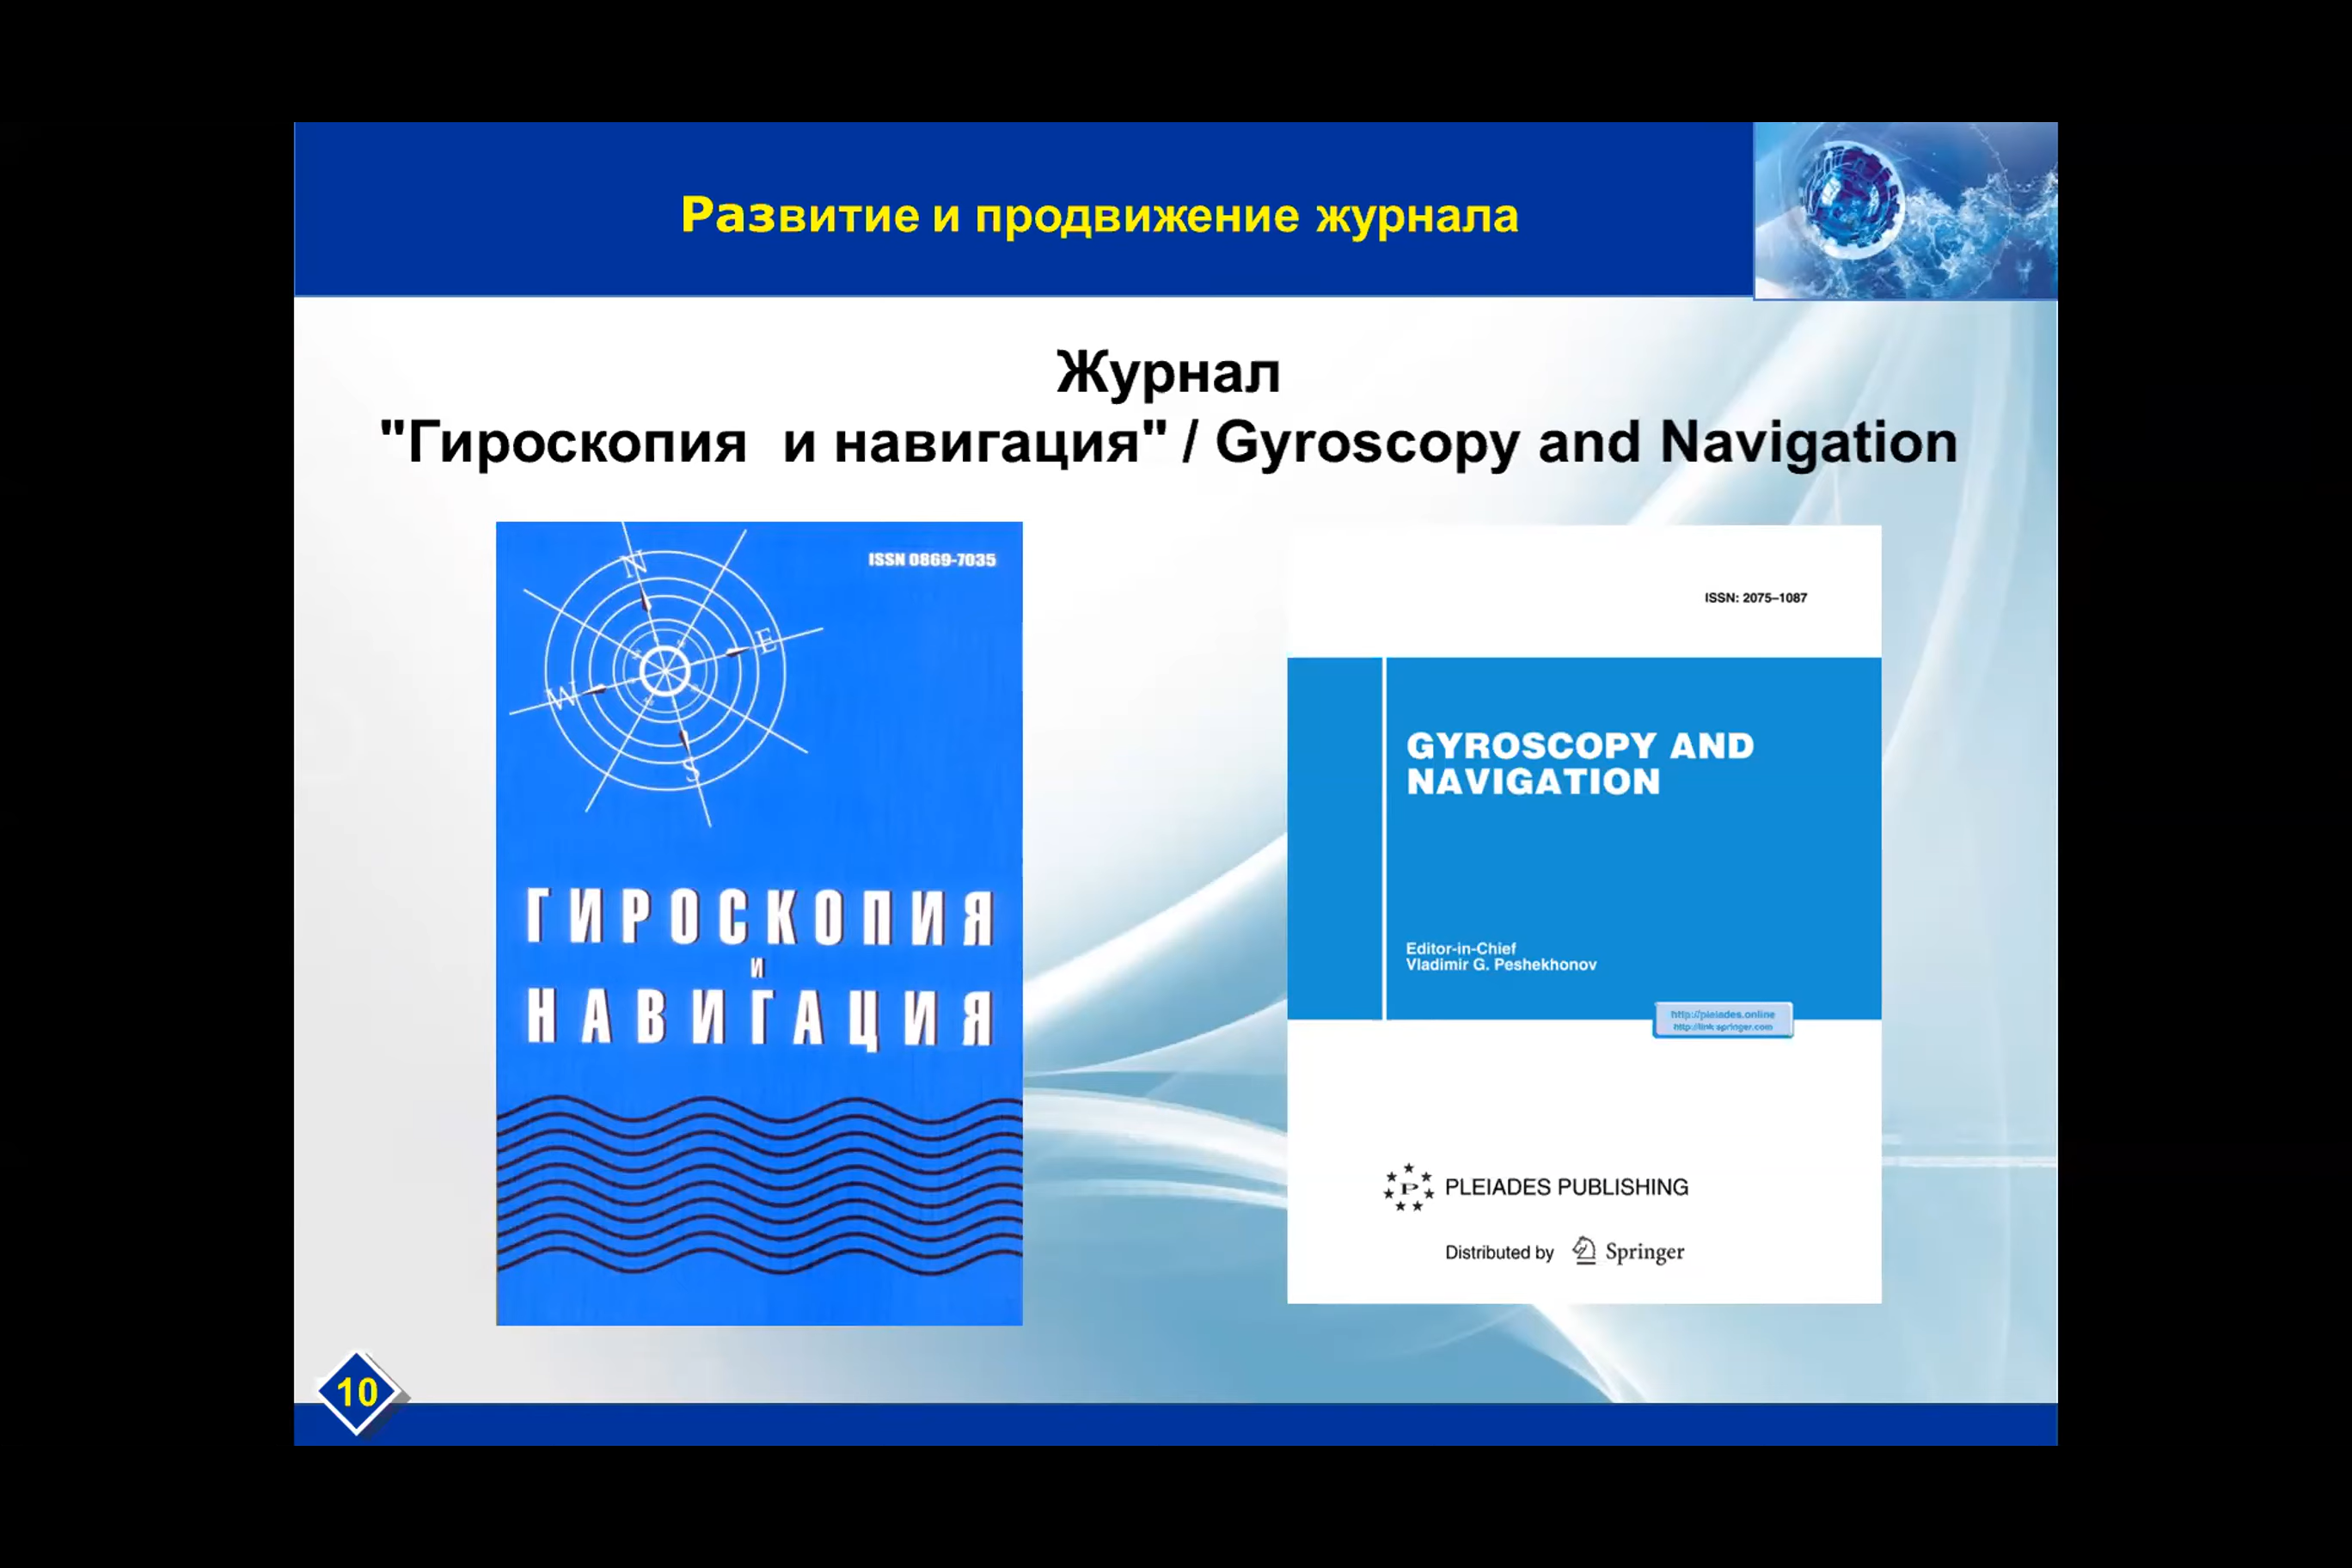 Развитие и продвижение журнала
Журнал
"Гироскопия  и навигация" / Gyroscopy and Navigation
ISSN 0869-7035
N
E
W
S
ГИРОСКОПИЯ
И
НАВИГАЦИЯ
ISSN: 2075–1087
GYROSCOPY AND
NAVIGATION
Editor-in-Chief
Vladimir G. Peshekhonov
http://pleiades.online
http://link.springer.com
P PLEIADES PUBLISHING
Distributed by Springer
10